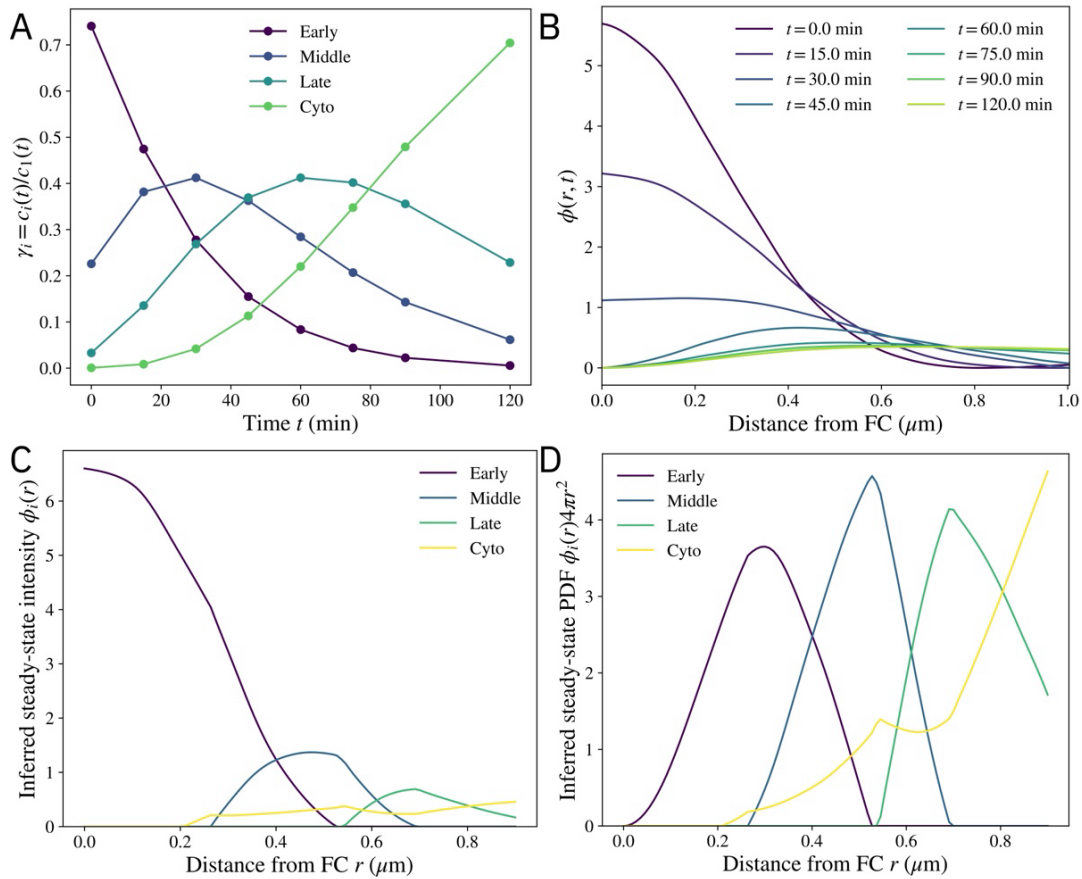 A
γᵢ = cᵢ(t)/c₁(t)
0.7
0.6
0.5
0.4
0.3
0.2
0.1
0.0
Early
Middle
Late
Cyto
0 20 40 60 80 100 120
Time t (min)
B
ϕ(r, t)
5
4
3
2
1
0
t = 0.0 min
t = 15.0 min
t = 30.0 min
t = 45.0 min
t = 60.0 min
t = 75.0 min
t = 90.0 min
t = 120.0 min
0.0 0.2 0.4 0.6 0.8 1.0
Distance from FC (μm)
C
Inferred steady-state intensity ϕᵢ(r)
6
5
4
3
2
1
0
Early
Middle
Late
Cyto
0.0 0.2 0.4 0.6 0.8
Distance from FC r (μm)
D
Inferred steady-state PDF ϕᵢ(r)4πr²
4
3
2
1
0
Early
Middle
Late
Cyto
0.0 0.2 0.4 0.6 0.8
Distance from FC r (μm)